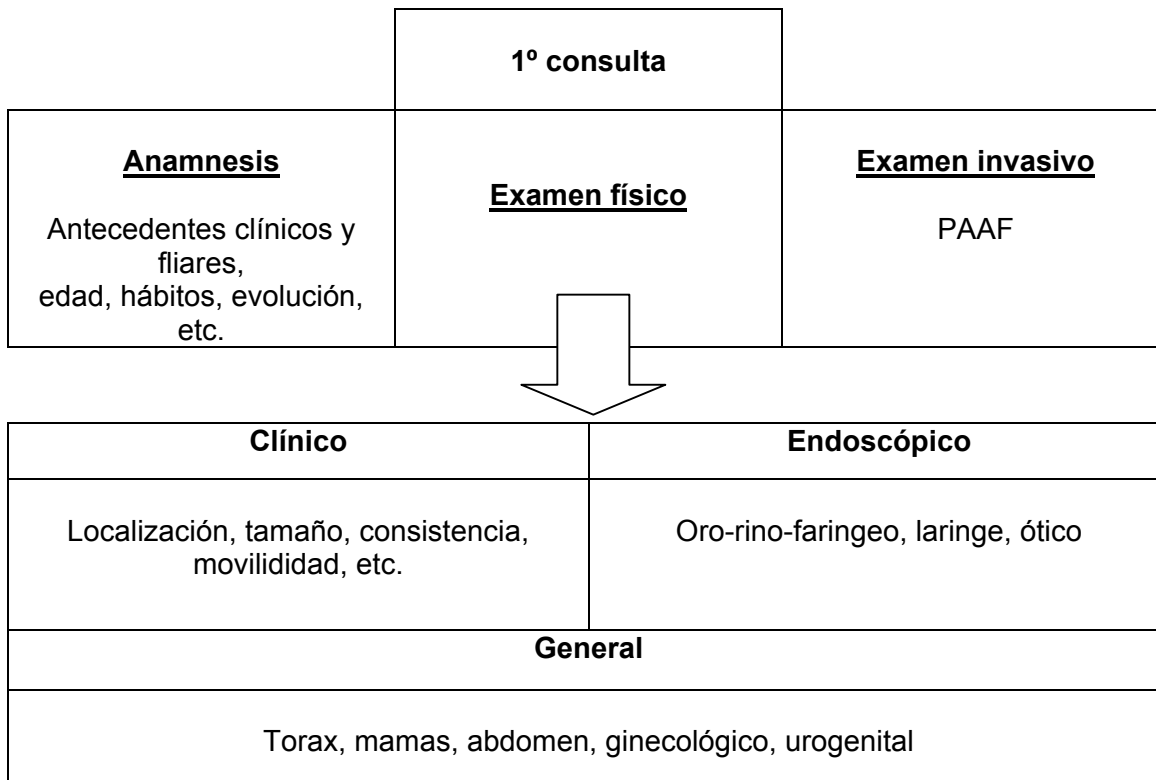 1º consulta
Anamnesis
Antecedentes clínicos y
fliares,
edad, hábitos, evolución,
etc.
Examen físico
Examen invasivo
PAAF
Clínico
Endoscópico
Localización, tamaño, consistencia,
movilididad, etc.
Oro-rino-faringeo, laringe, ótico
General
Torax, mamas, abdomen, ginecológico, urogenital